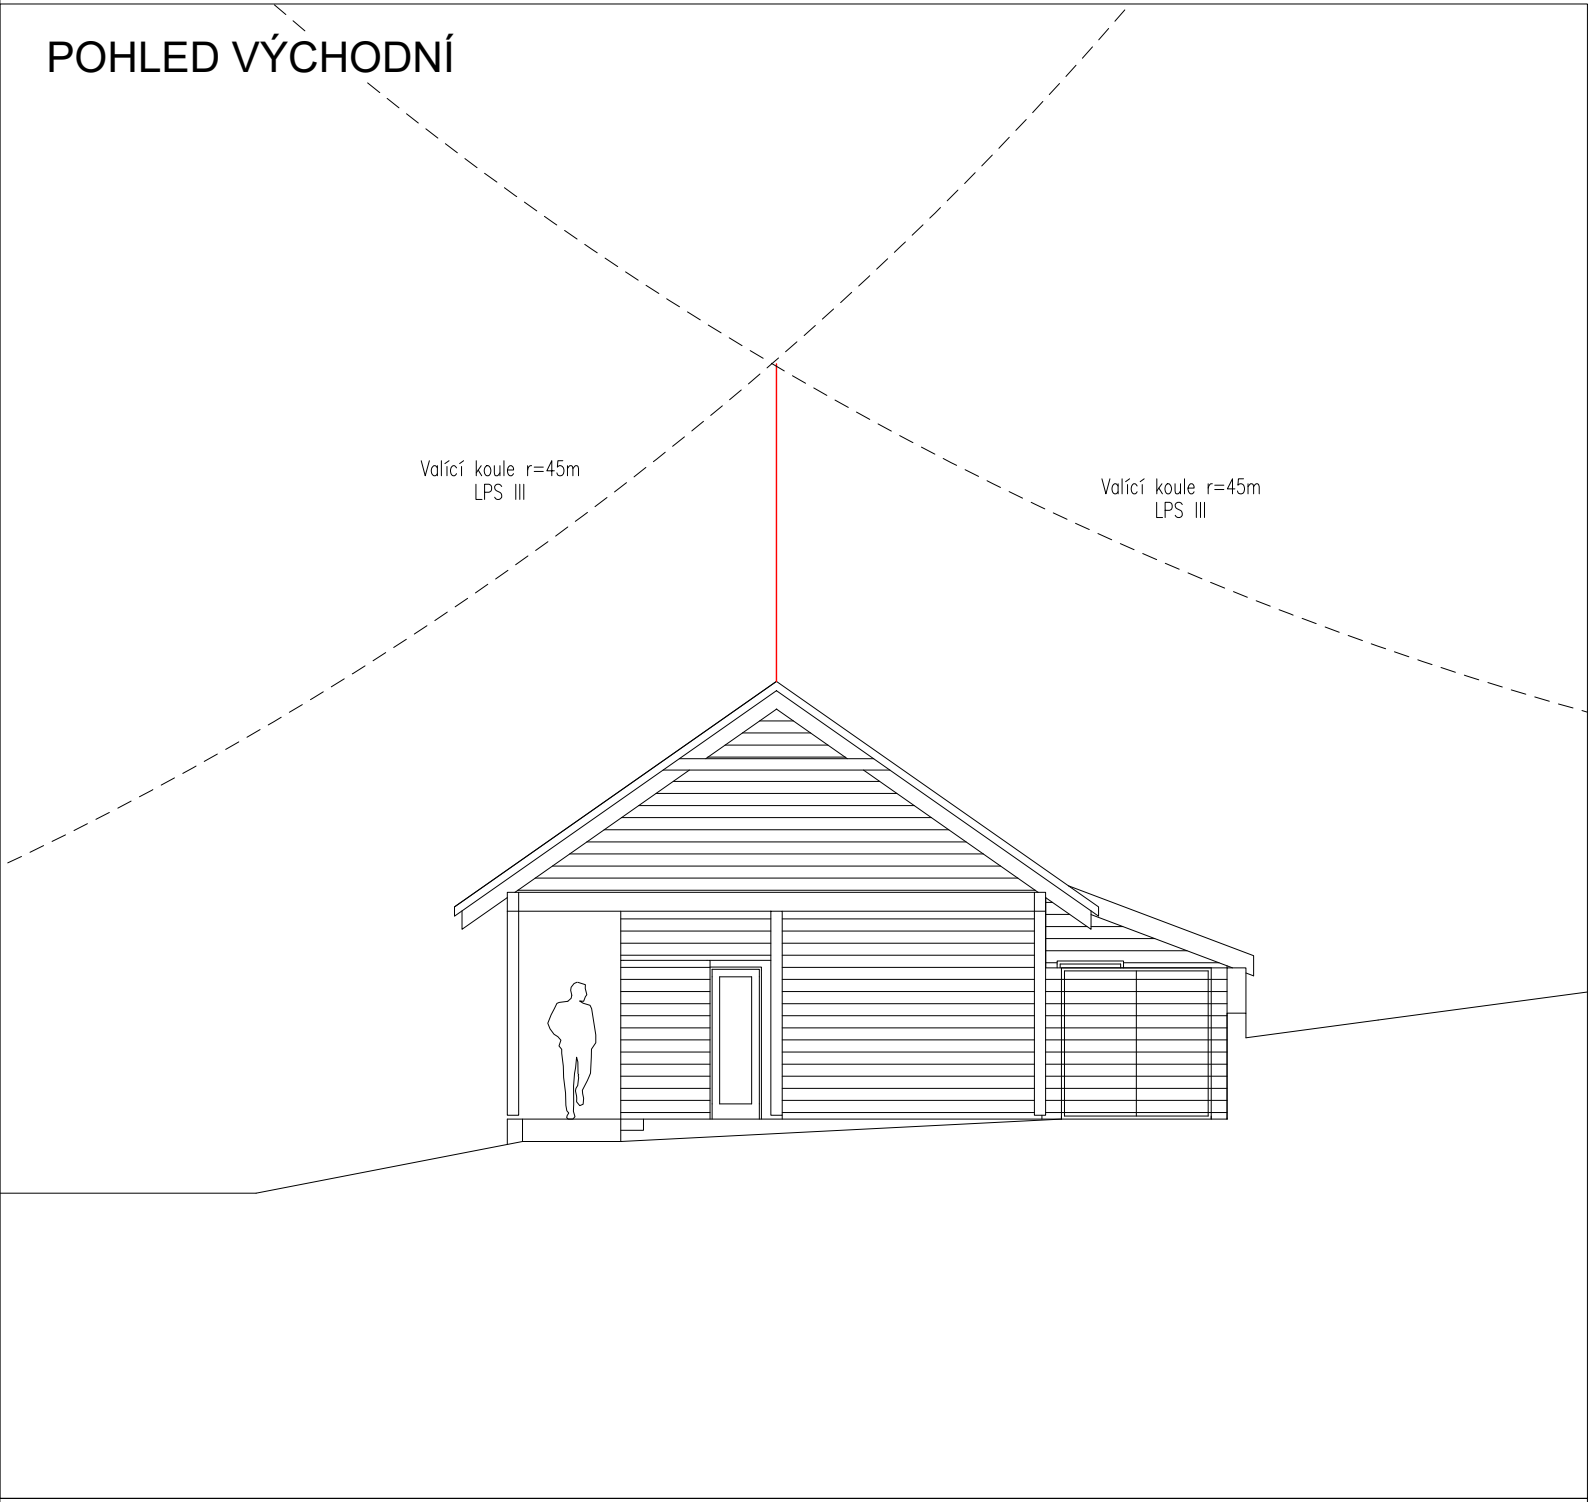 POHLED VÝCHODNÍ
Valící koule r=45m
LPS III
Valící koule r=45m
LPS III